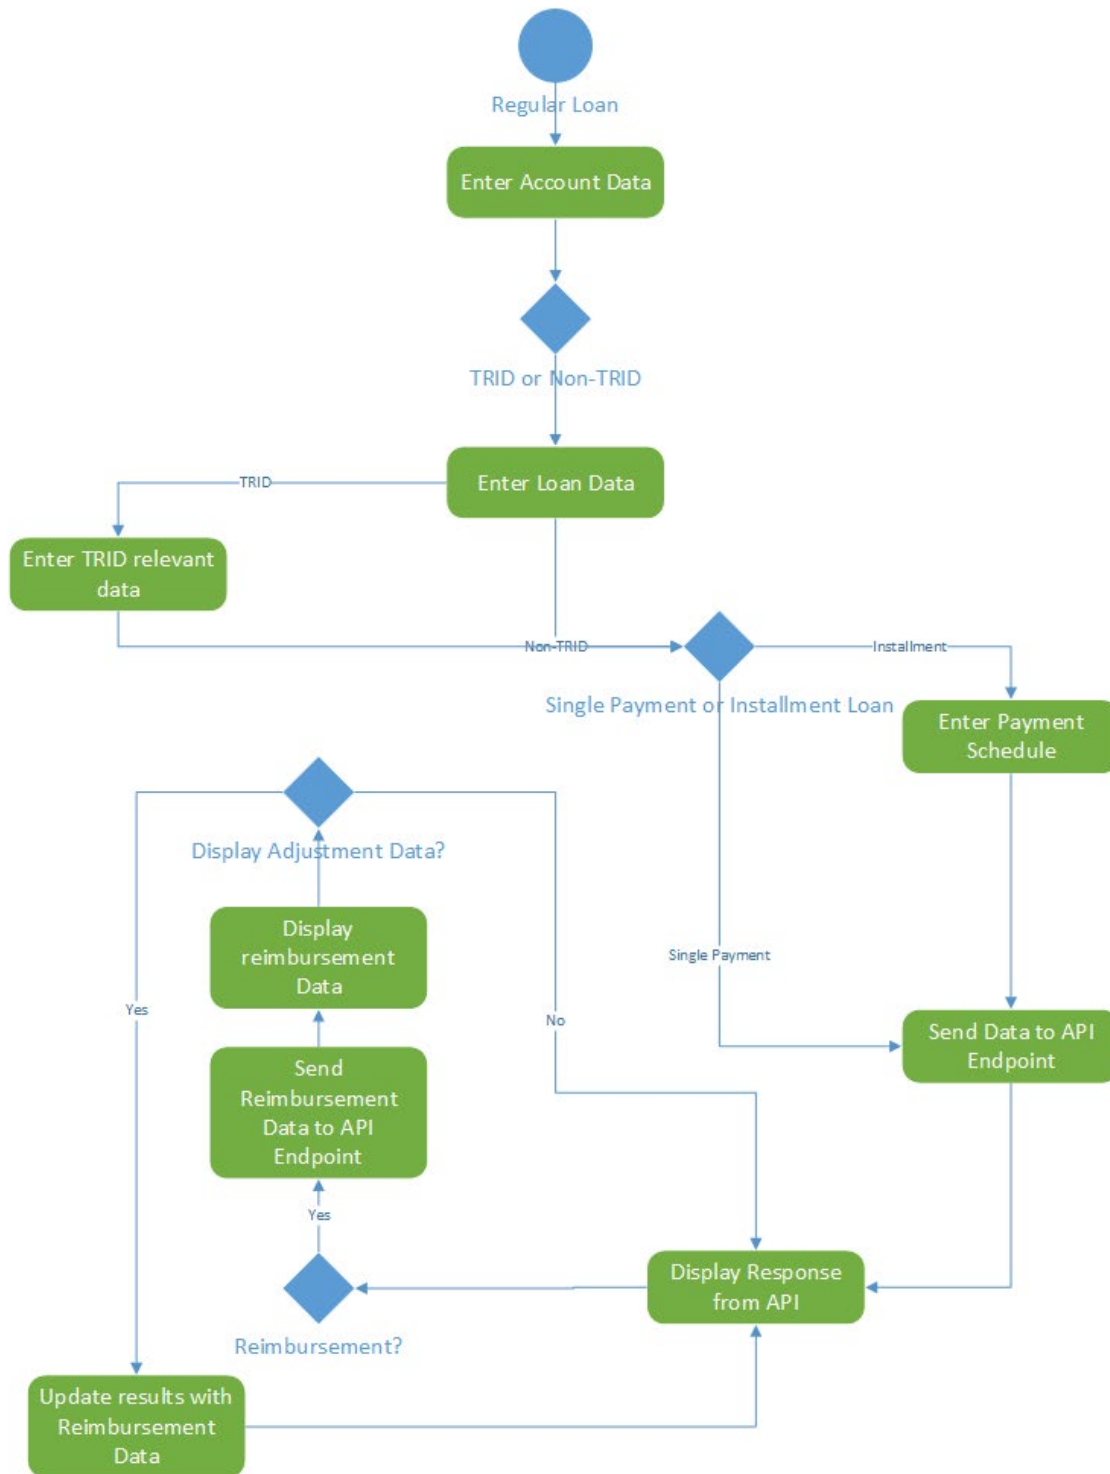 Regular Loan
Enter Account Data
TRID or Non-TRID
Enter Loan Data
TRID
Enter TRID relevant
data
Non-TRID
Installment
Single Payment or Installment Loan
Enter Payment
Schedule
Display Adjustment Data?
Display
reimbursement
Data
Single Payment
Yes
No
Send Data to API
Endpoint
Send
Reimbursement
Data to API
Endpoint
Yes
Display Response
from API
Reimbursement?
Update results with
Reimbursement
Data